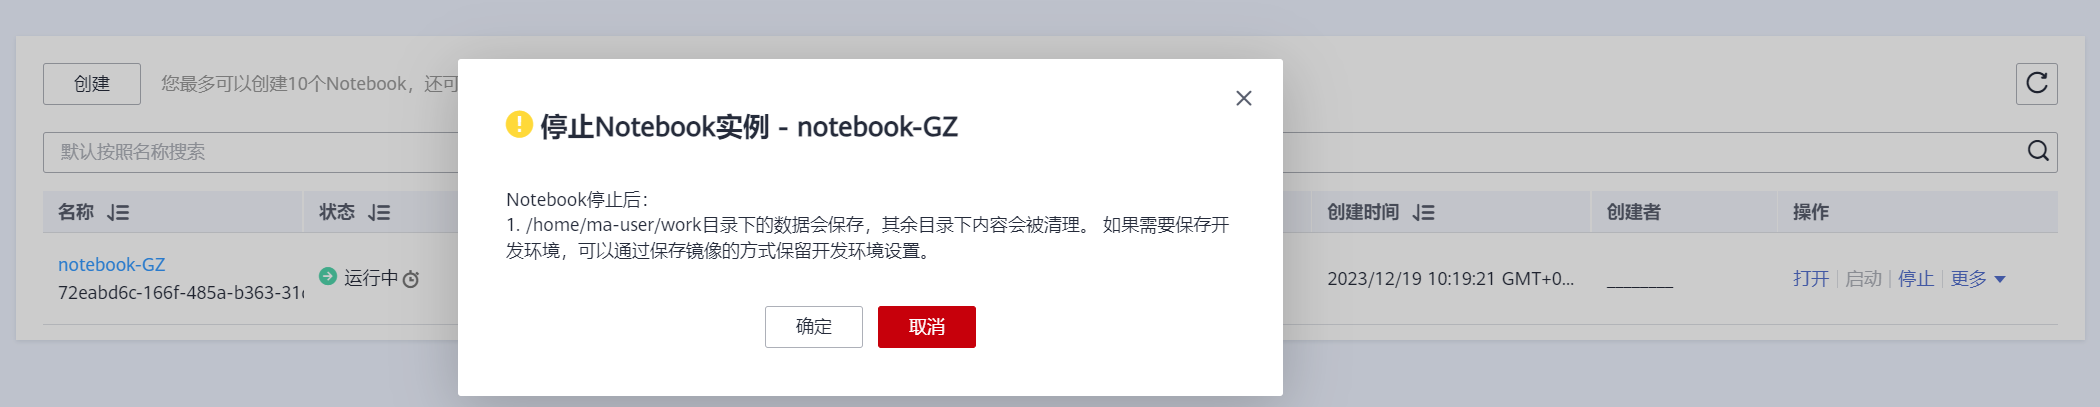 创建
您最多可以创建10个Notebook，还可
默认按照名称搜索
停止Notebook实例 - notebook-GZ
Notebook停止后：
1. /home/ma-user/work目录下的数据会保存，其余目录下内容会被清理。 如果需要保存开
发环境，可以通过保存镜像的方式保留开发环境设置。
确定 取消
名称 状态 创建时间 创建者 操作
notebook-GZ
72eabd6c-166f-485a-b363-31
运行中 2023/12/19 10:19:21 GMT+0... ________ 打开 启动 停止 更多